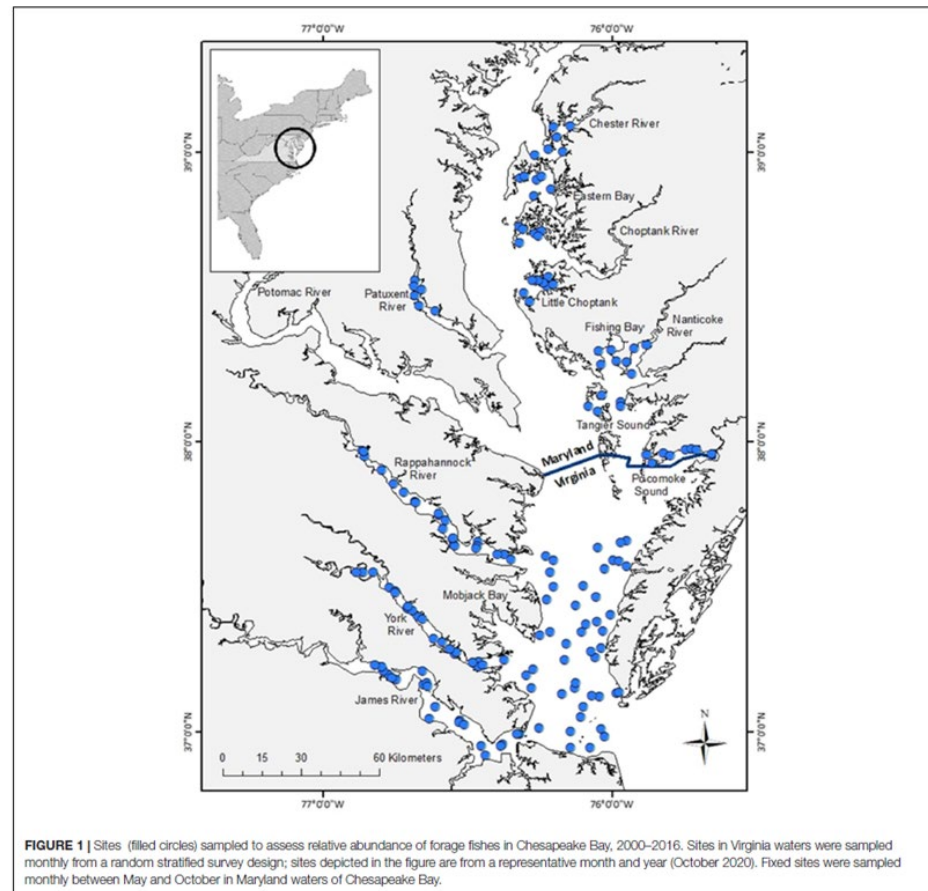 77°0'0"W
76°0'0"W
Chester River
39°0'0"N
39°0'0"N
Eastern Bay
Choptank River
Potomac River
Patuxent
River
Little Choptank
Fishing Bay
Nanticoke
River
Tangier Sound
38°0'0"N
38°0'0"N
Maryland
Virginia
Rappahannock
River
Pocomoke
Sound
Mobjack Bay
York
River
James River
37°0'0"N
37°0'0"N
N
0 15 30 60 Kilometers
77°0'0"W
76°0'0"W
FIGURE 1 | Sites (filled circles) sampled to assess relative abundance of forage fishes in Chesapeake Bay, 2000–2016. Sites in Virginia waters were sampled
monthly from a random stratified survey design; sites depicted in the figure are from a representative month and year (October 2020). Fixed sites were sampled
monthly between May and October in Maryland waters of Chesapeake Bay.